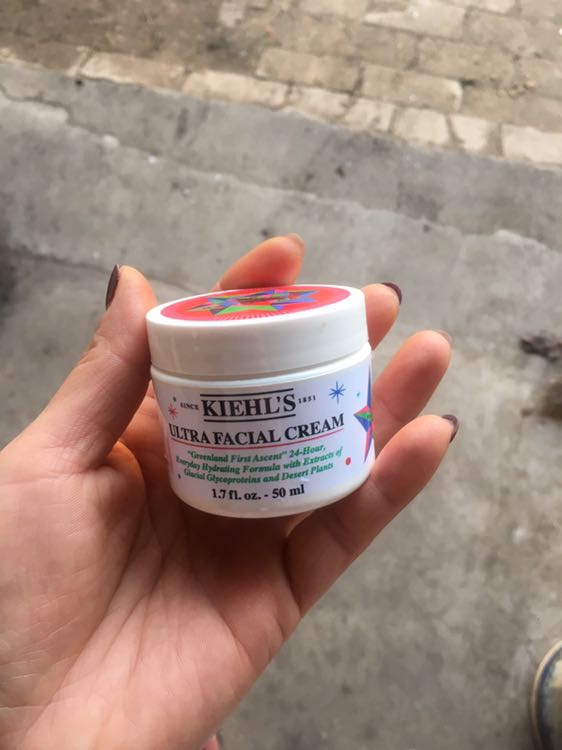 SINCE KIEHL'S 1851
ULTRA FACIAL CREAM
"Greenland First Ascent" 24-Hour,
Everyday Hydrating Formula with Extracts of
Glacial Glycoproteins and Desert Plants
1.7 fl. oz. - 50 ml